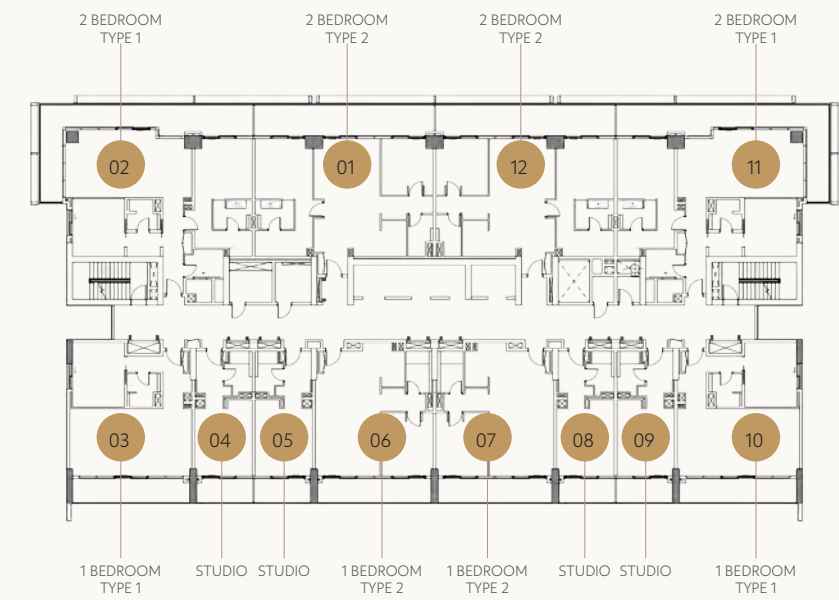 2 BEDROOM
TYPE 1
2 BEDROOM
TYPE 2
2 BEDROOM
TYPE 2
2 BEDROOM
TYPE 1
02
01
12
11
03
04
05
06
07
08
09
10
1 BEDROOM
TYPE 1
STUDIO
STUDIO
1 BEDROOM
TYPE 2
1 BEDROOM
TYPE 2
STUDIO
STUDIO
1 BEDROOM
TYPE 1